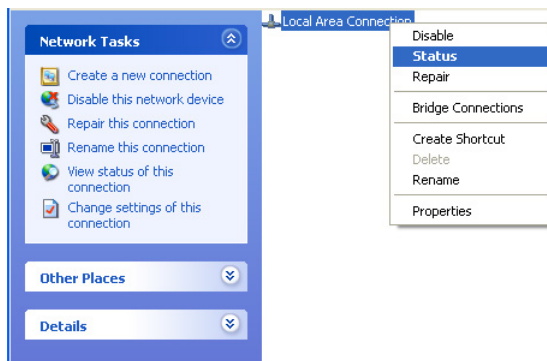 Network Tasks
Create a new connection
Disable this network device
Repair this connection
Rename this connection
View status of this
connection
Change settings of this
connection
Other Places
Details
Local Area Connection
Disable
Status
Repair
Bridge Connections
Create Shortcut
Delete
Rename
Properties